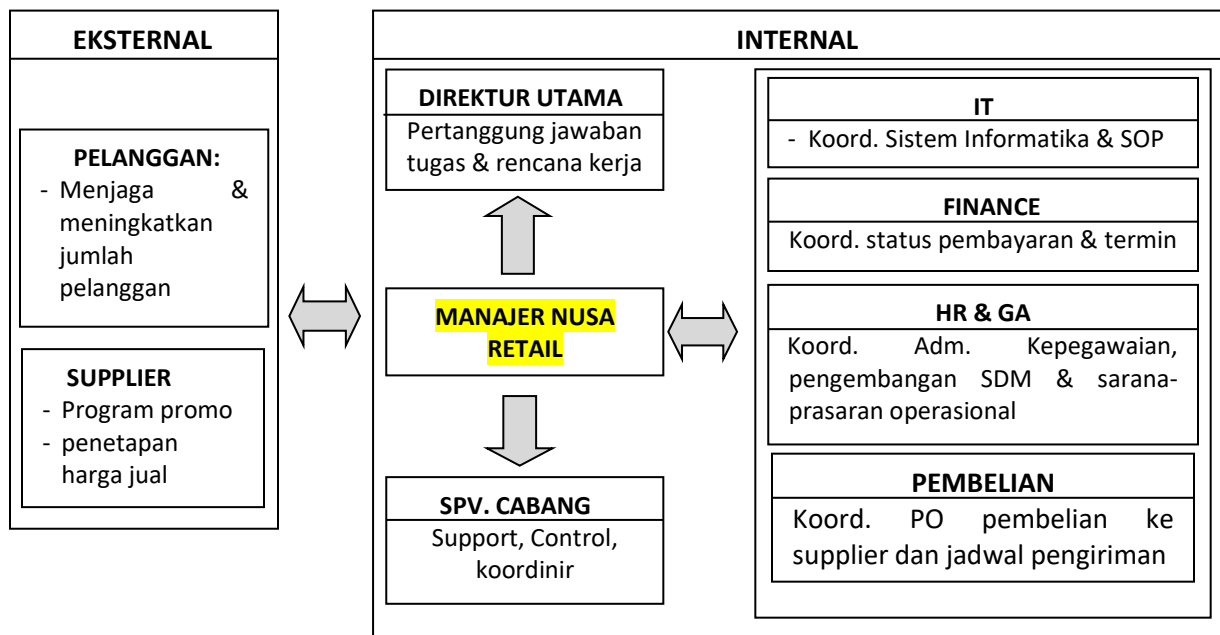 EKSTERNAL
PELANGGAN:
- Menjaga &
meningkatkan
jumlah
pelanggan
SUPPLIER
- Program promo
- penetapan
harga jual
INTERNAL
DIREKTUR UTAMA
Pertanggung jawaban
tugas & rencana kerja
MANAJER NUSA
RETAIL
SPV. CABANG
Support, Control,
koordinir
IT
- Koord. Sistem Informatika & SOP
FINANCE
Koord. status pembayaran & termin
HR & GA
Koord. Adm. Kepegawaian,
pengembangan SDM & sarana-
prasaran operasional
PEMBELIAN
Koord. PO pembelian ke
supplier dan jadwal pengiriman